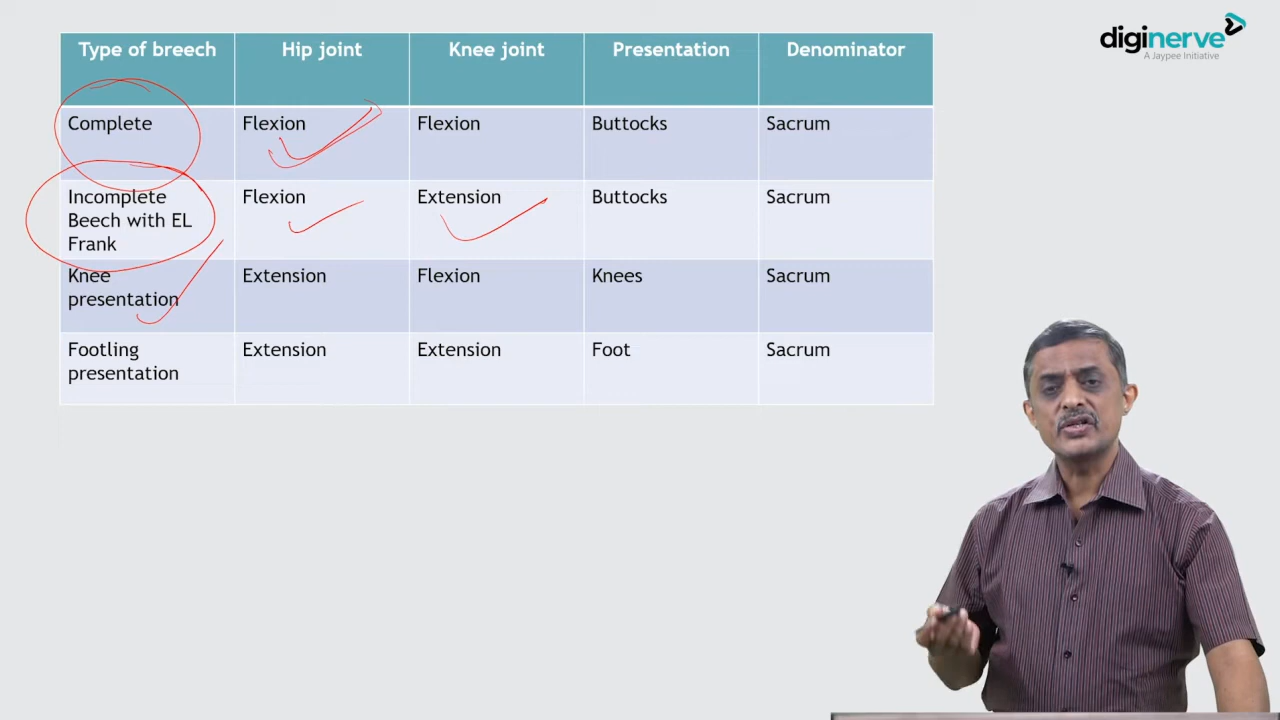 diginerve
A Jaypee Initiative
Type of breech Hip joint Knee joint Presentation Denominator
Complete Flexion Flexion Buttocks Sacrum
Incomplete Flexion Extension Buttocks Sacrum
Beech with EL
Frank
Knee Extension Flexion Knees Sacrum
presentation
Footling Extension Extension Foot Sacrum
presentation